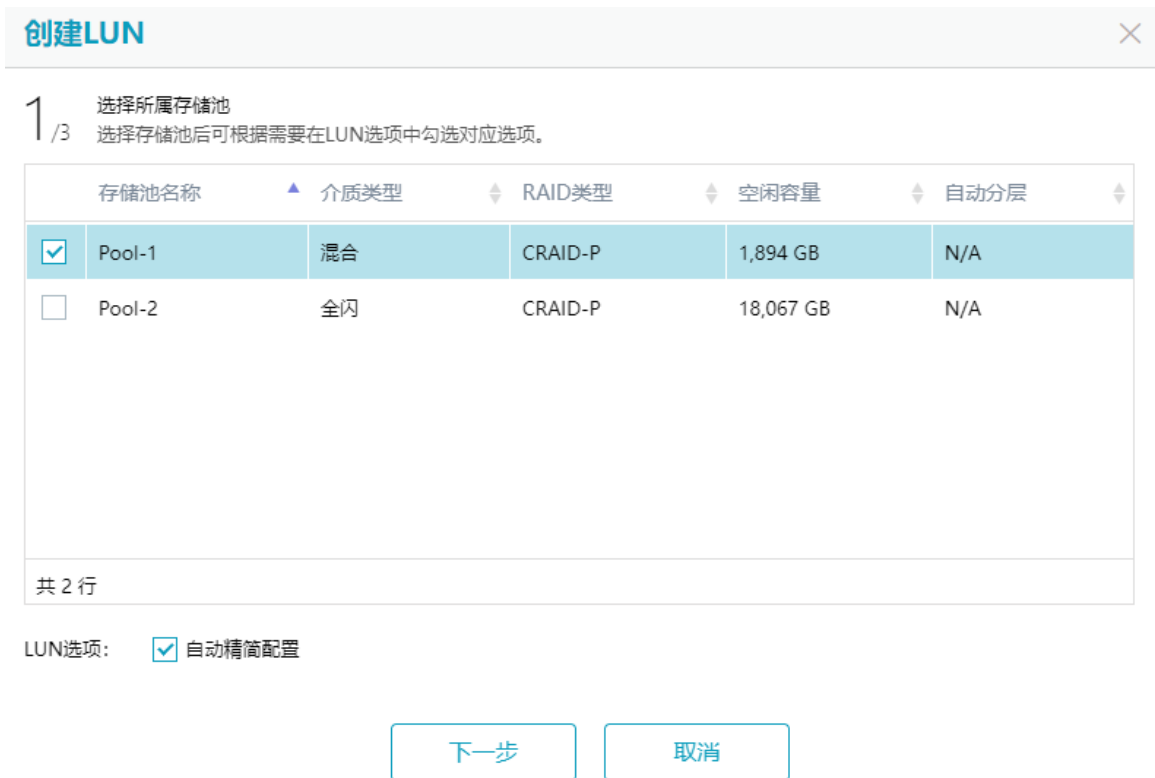 创建LUN
1/3
选择所属存储池
选择存储池后可根据需要在LUN选项中勾选对应选项。
存储池名称 介质类型 RAID类型 空闲容量 自动分层
Pool-1 混合 CRAID-P 1,894 GB N/A
Pool-2 全闪 CRAID-P 18,067 GB N/A
共 2 行
LUN选项: 自动精简配置
下一步 取消